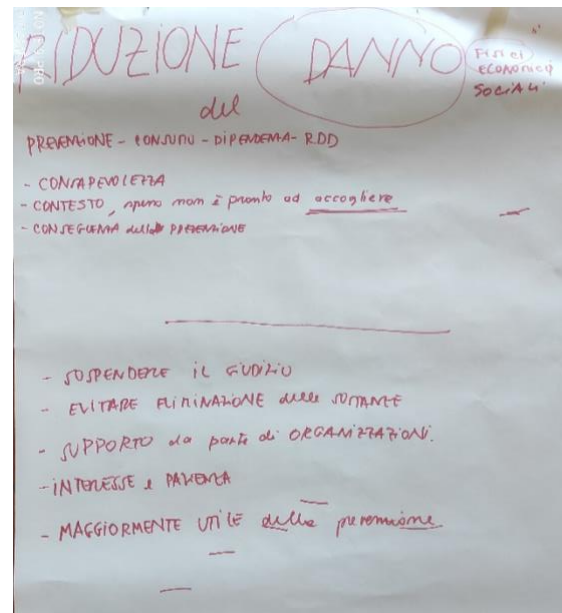 RIDUZIONE del DANNO
FISICI
ECONOMICI
SOCIALI
PREVENZIONE - CONSUMO - DIPENDENZA - RDD
- CONSAPEVOLEZZA
- CONTESTO, spesso non è pronto ad accogliere
- CONSEGUENZA della PREVENZIONE
- SOSPENDERE IL GIUDIZIO
- EVITARE ELIMINAZIONE delle SOSTANZE
- SUPPORTO da parte di ORGANIZZAZIONI.
- INTERESSE e PAZIENZA
- MAGGIORMENTE UTILE della prevenzione